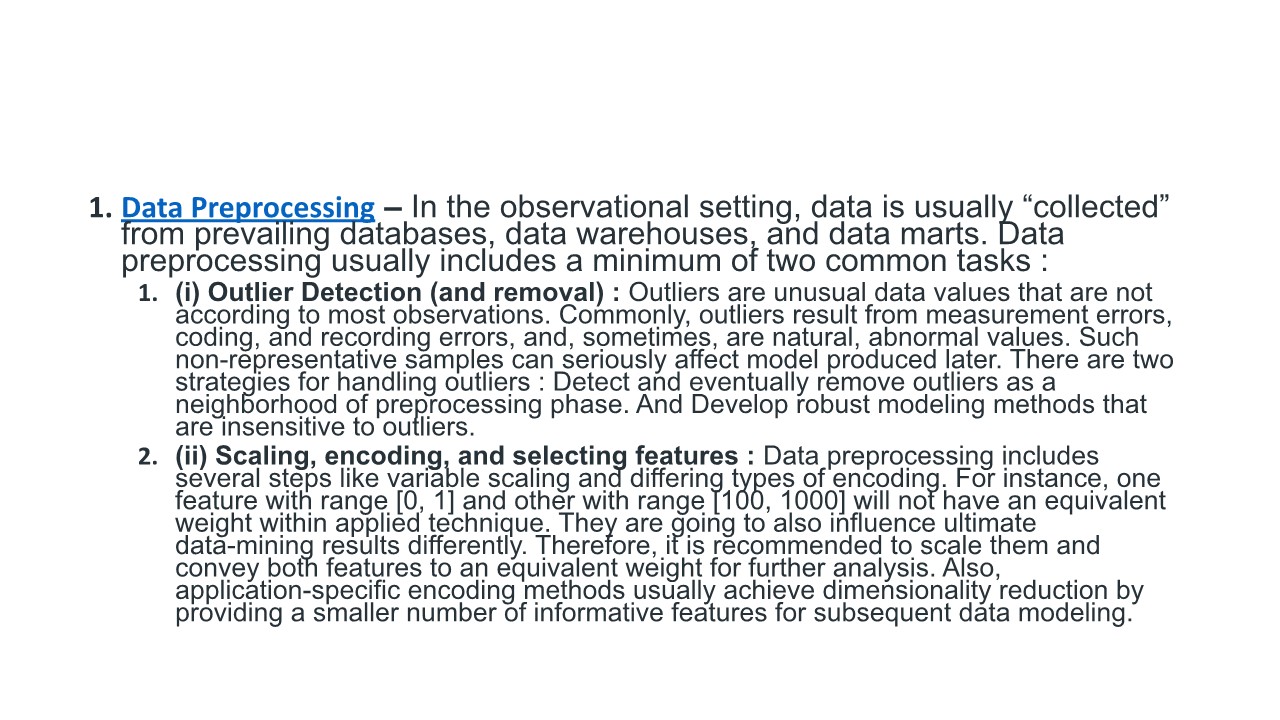 1. Data Preprocessing – In the observational setting, data is usually “collected”
from prevailing databases, data warehouses, and data marts. Data
preprocessing usually includes a minimum of two common tasks :
1. (i) Outlier Detection (and removal) : Outliers are unusual data values that are not
according to most observations. Commonly, outliers result from measurement errors,
coding, and recording errors, and, sometimes, are natural, abnormal values. Such
non-representative samples can seriously affect model produced later. There are two
strategies for handling outliers : Detect and eventually remove outliers as a
neighborhood of preprocessing phase. And Develop robust modeling methods that
are insensitive to outliers.
2. (ii) Scaling, encoding, and selecting features : Data preprocessing includes
several steps like variable scaling and differing types of encoding. For instance, one
feature with range [0, 1] and other with range [100, 1000] will not have an equivalent
weight within applied technique. They are going to also influence ultimate
data-mining results differently. Therefore, it is recommended to scale them and
convey both features to an equivalent weight for further analysis. Also,
application-specific encoding methods usually achieve dimensionality reduction by
providing a smaller number of informative features for subsequent data modeling.